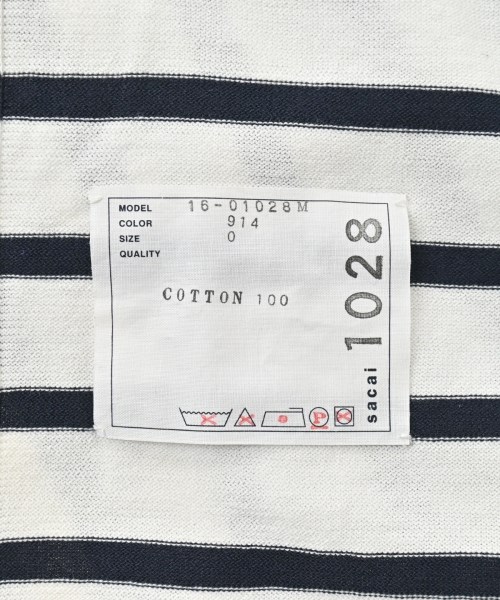 MODEL 16-01028M
COLOR 914
SIZE 0
QUALITY
COTTON 100
P
sacai 1028